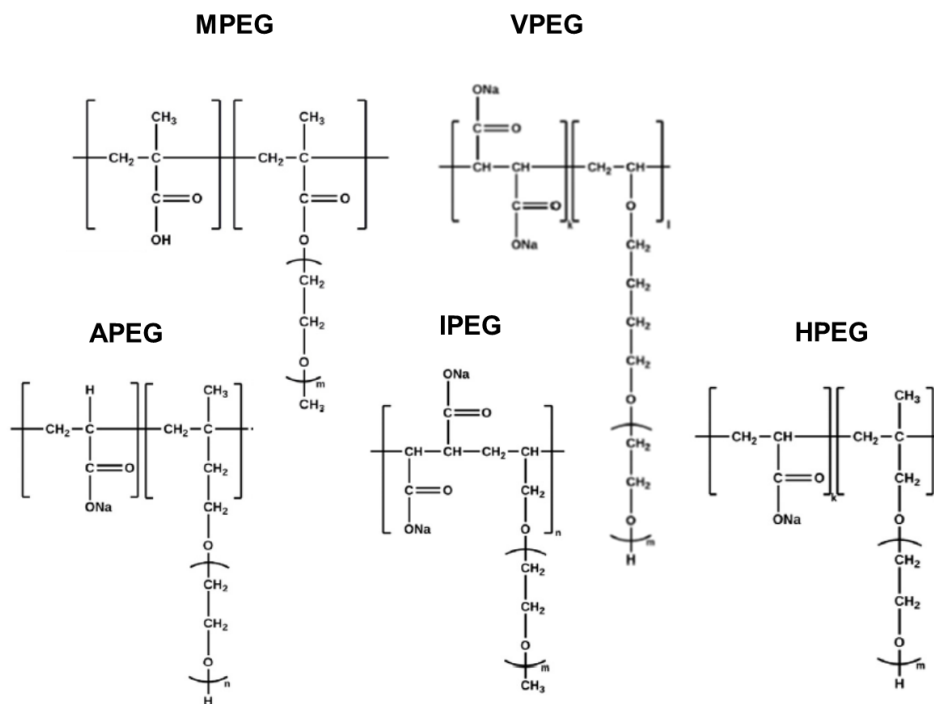 MPEG
CH₃ CH₃
CH₂ C CH₂ C
C O C O
OH O
CH₂
CH₂
O
m
CH₃
VPEG
ONa
C O
CH CH CH₂ CH
C O O
k l
ONa CH₂
CH₂
CH₂
CH₂
O
CH₂
CH₂
O
m
H
APEG
H CH₃
CH₂ C CH₂ C
C O CH₂
ONa CH₂
O
CH₂
CH₂
O
n
H
IPEG
ONa
C O
CH CH CH₂ CH
C O CH₂
ONa O
n
CH₂
CH₂
O
m
CH₃
HPEG
CH₃
CH₂ CH CH₂ C
C O CH₂
k
ONa O
CH₂
CH₂
O
m
H